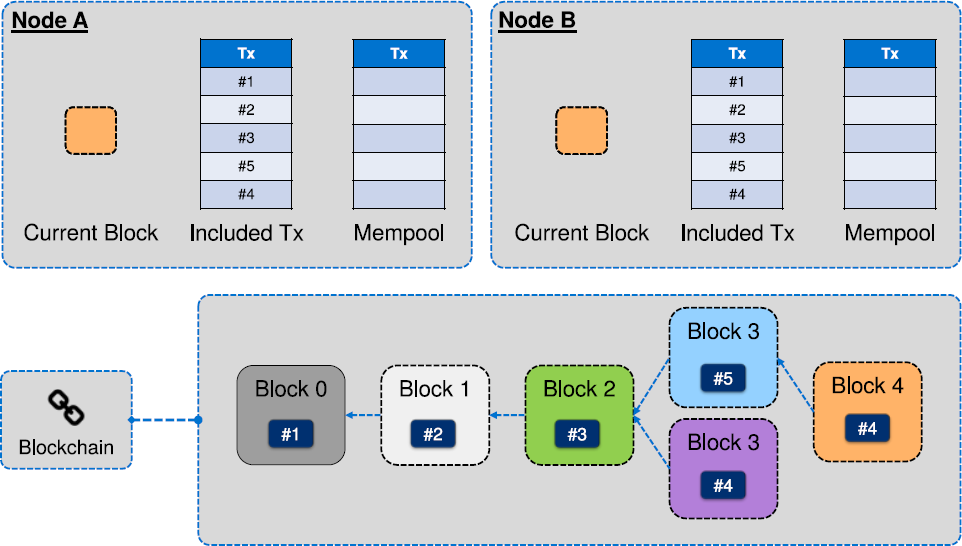 Node A
Tx
#1
#2
#3
#5
#4
Tx
Current Block
Included Tx
Mempool
Node B
Tx
#1
#2
#3
#5
#4
Tx
Current Block
Included Tx
Mempool
Blockchain
Block 0
#1
Block 1
#2
Block 2
#3
Block 3
#5
Block 3
#4
Block 4
#4